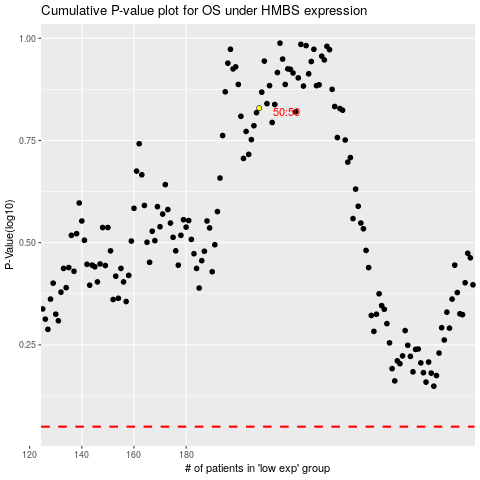 Cumulative P-value plot for OS under HMBS expression
1.00
0.75
0.50
0.25
P-Value(log10)
50:50
120 140 160 180
# of patients in 'low exp' group